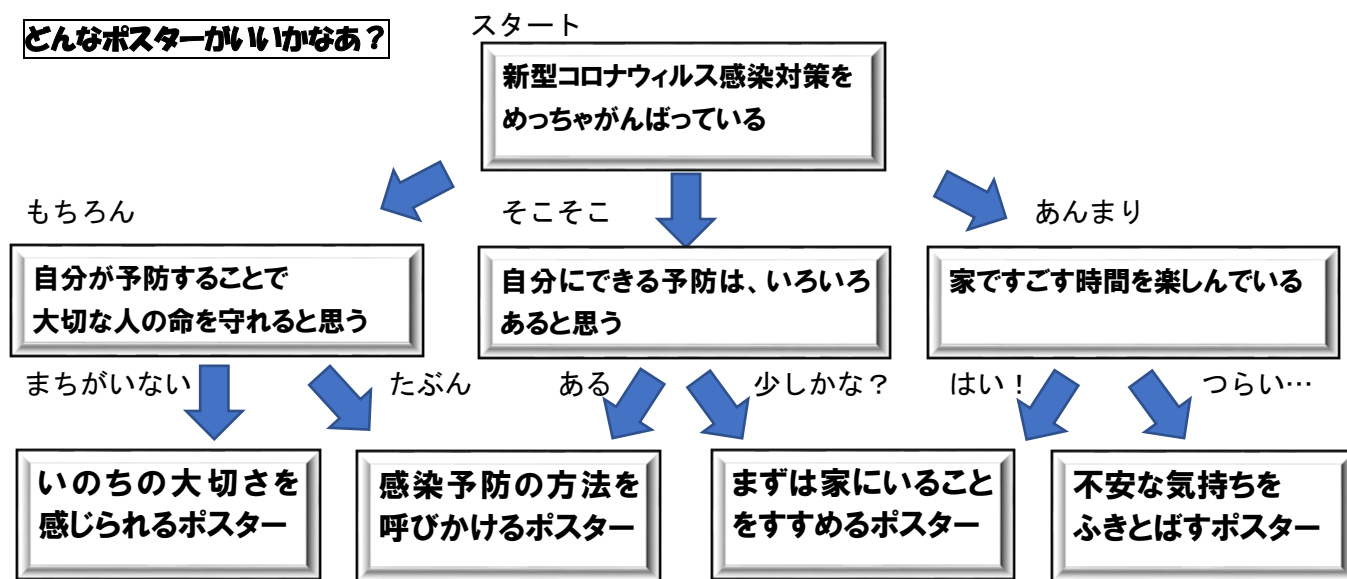 どんなポスターがいいかなあ？
スタート
新型コロナウィルス感染対策を
めっちゃがんばっている
もちろん
そこそこ
あんまり
自分が予防することで
大切な人の命を守れると思う
自分にできる予防は、いろいろ
あると思う
家ですごす時間を楽しんでいる
まちがいない
たぶん
ある
少しかな？
はい！
つらい…
いのちの大切さを
感じられるポスター
感染予防の方法を
呼びかけるポスター
まずは家にいること
をすすめるポスター
不安な気持ちを
ふきとばすポスター